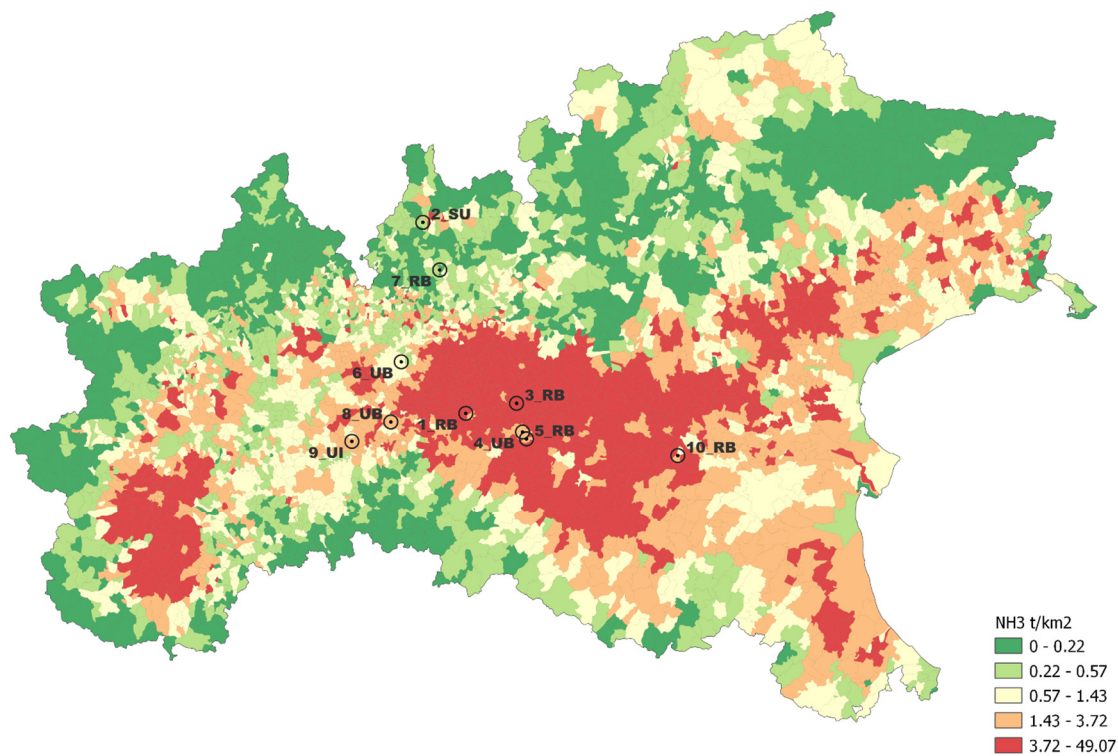 2_SU
7_RB
6_UB
3_RB
8_UB
1_RB
5_RB
4_UB
9_UI
10_RB
NH3 t/km2
0 - 0.22
0.22 - 0.57
0.57 - 1.43
1.43 - 3.72
3.72 - 49.07